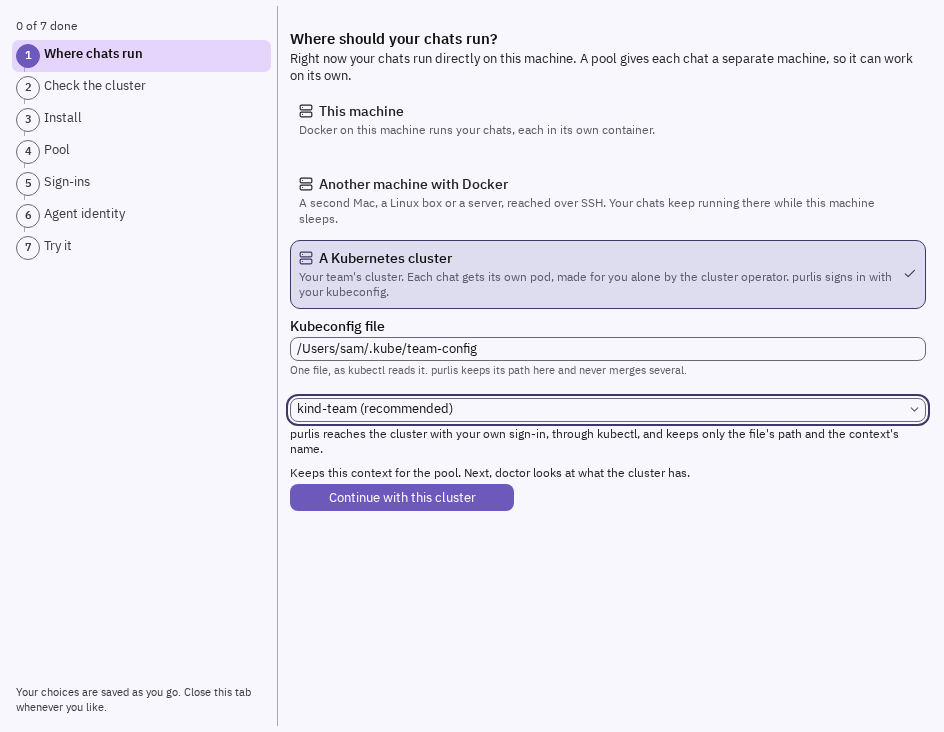 0 of 7 done
1 Where chats run
2 Check the cluster
3 Install
4 Pool
5 Sign-ins
6 Agent identity
7 Try it
Your choices are saved as you go. Close this tab
whenever you like.
Where should your chats run?
Right now your chats run directly on this machine. A pool gives each chat a separate machine, so it can work
on its own.
This machine
Docker on this machine runs your chats, each in its own container.
Another machine with Docker
A second Mac, a Linux box or a server, reached over SSH. Your chats keep running there while this machine
sleeps.
A Kubernetes cluster
Your team's cluster. Each chat gets its own pod, made for you alone by the cluster operator. purlis signs in with
your kubeconfig.
Kubeconfig file
/Users/sam/.kube/team-config
One file, as kubectl reads it. purlis keeps its path here and never merges several.
kind-team (recommended)
purlis reaches the cluster with your own sign-in, through kubectl, and keeps only the file's path and the context's
name.
Keeps this context for the pool. Next, doctor looks at what the cluster has.
Continue with this cluster